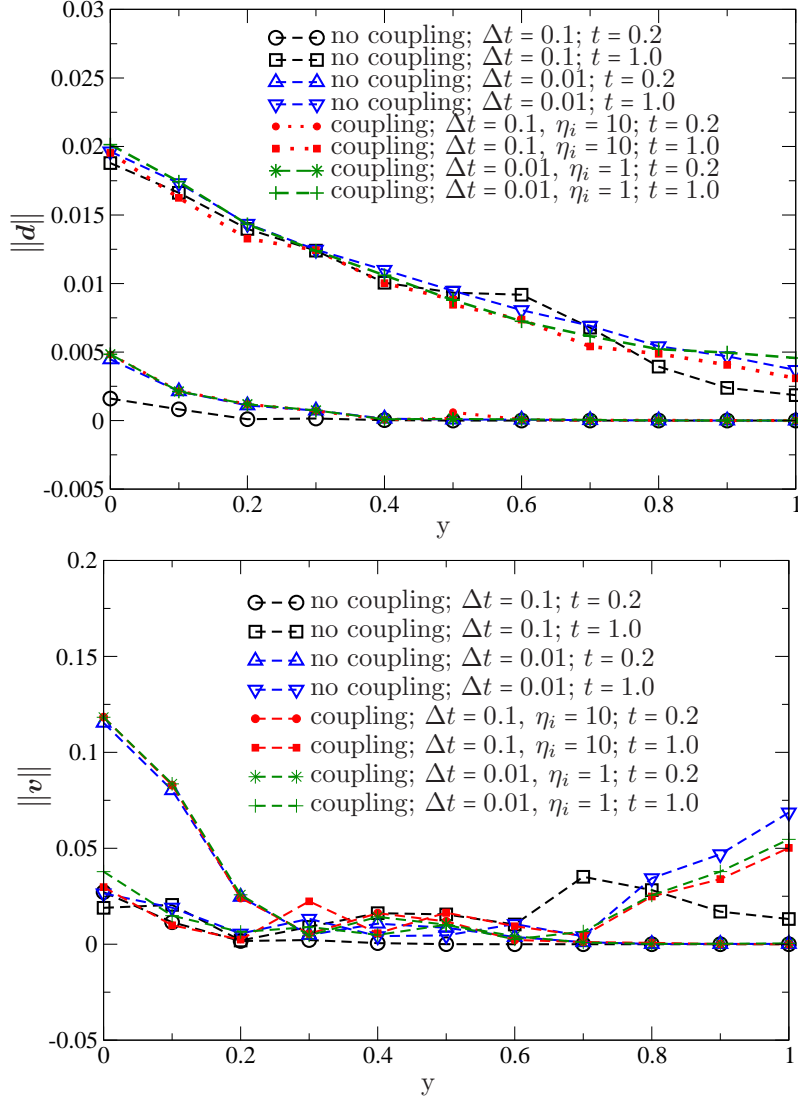 0.03
0.025
0.02
0.015
0.01
0.005
0
-0.005
||d||
no coupling; Δt = 0.1; t = 0.2
no coupling; Δt = 0.1; t = 1.0
no coupling; Δt = 0.01; t = 0.2
no coupling; Δt = 0.01; t = 1.0
coupling; Δt = 0.1, ηᵢ = 10; t = 0.2
coupling; Δt = 0.1, ηᵢ = 10; t = 1.0
coupling; Δt = 0.01, ηᵢ = 1; t = 0.2
coupling; Δt = 0.01, ηᵢ = 1; t = 1.0
0 0.2 0.4 0.6 0.8 1
y
0.2
0.15
0.1
0.05
0
-0.05
||v||
no coupling; Δt = 0.1; t = 0.2
no coupling; Δt = 0.1; t = 1.0
no coupling; Δt = 0.01; t = 0.2
no coupling; Δt = 0.01; t = 1.0
coupling; Δt = 0.1, ηᵢ = 10; t = 0.2
coupling; Δt = 0.1, ηᵢ = 10; t = 1.0
coupling; Δt = 0.01, ηᵢ = 1; t = 0.2
coupling; Δt = 0.01, ηᵢ = 1; t = 1.0
0 0.2 0.4 0.6 0.8 1
y